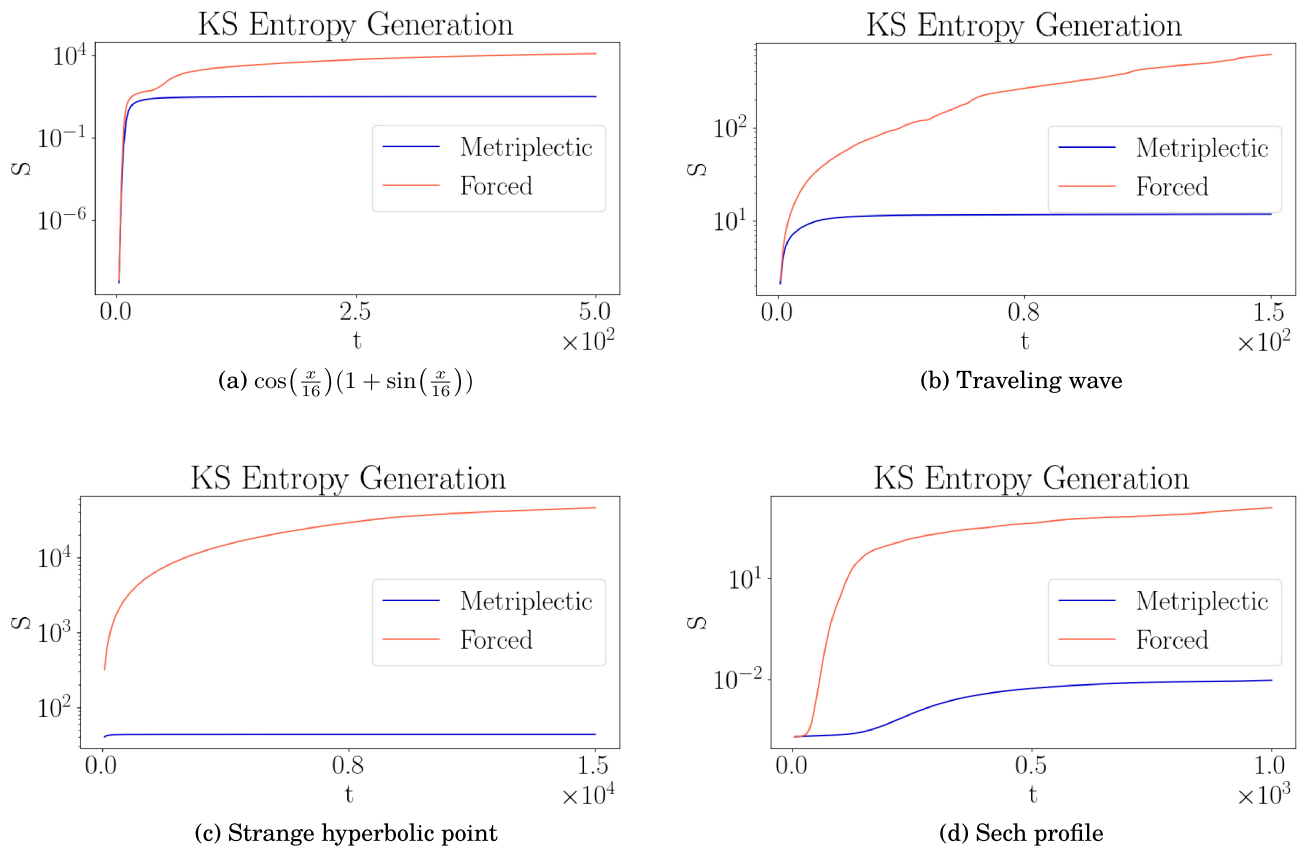 KS Entropy Generation
10^4
10^{-1}
10^{-6}
S
Metriplectic
Forced
0.0 2.5 5.0
t
×10^2
(a) cos(x/16)(1 + sin(x/16))
KS Entropy Generation
10^2
10^1
S
Metriplectic
Forced
0.0 0.8 1.5
t
×10^2
(b) Traveling wave
KS Entropy Generation
10^4
10^3
10^2
S
Metriplectic
Forced
0.0 0.8 1.5
t
×10^4
(c) Strange hyperbolic point
KS Entropy Generation
10^1
10^{-2}
S
Metriplectic
Forced
0.0 0.5 1.0
t
×10^3
(d) Sech profile